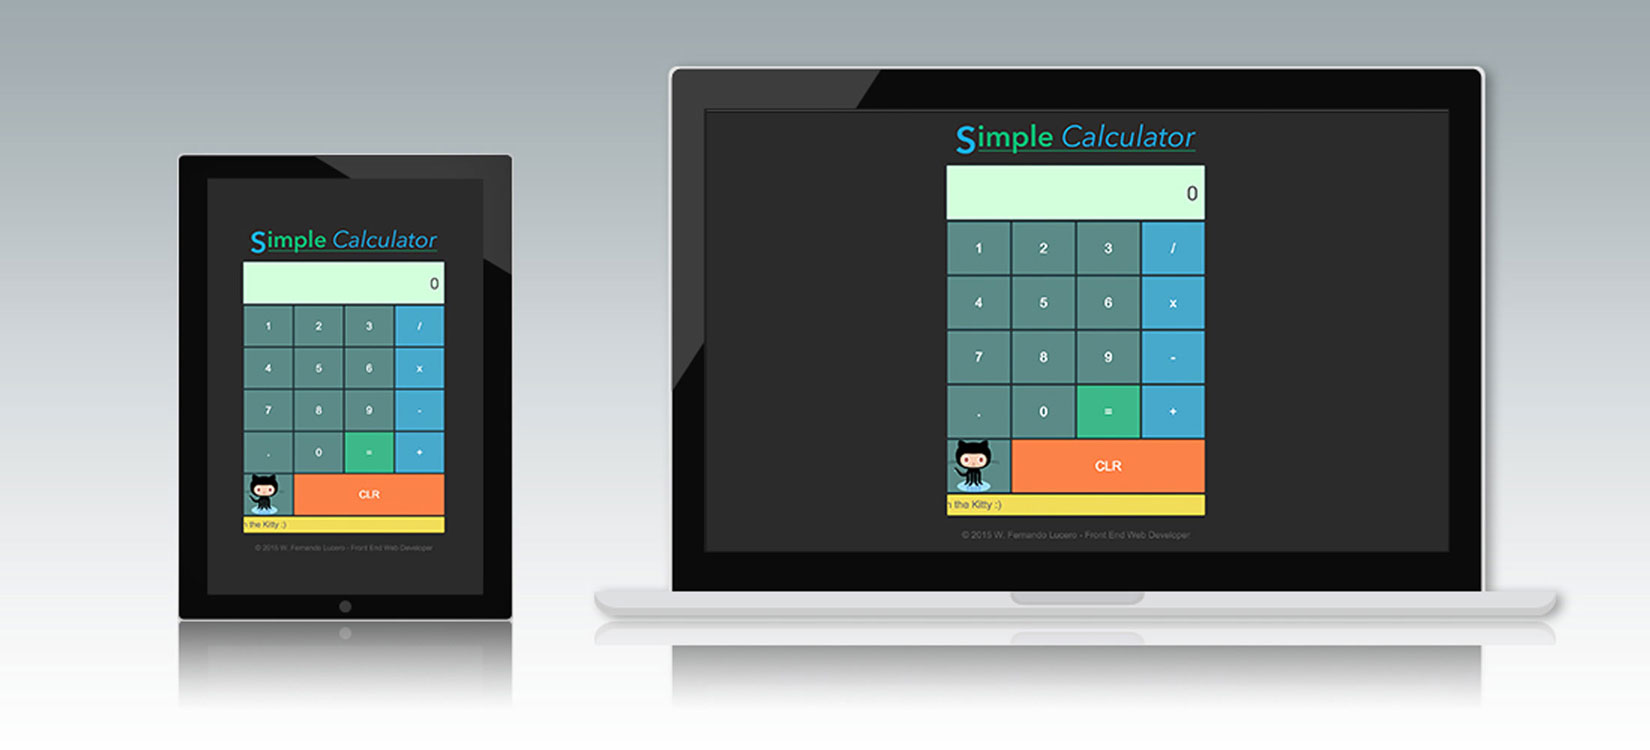 Simple Calculator
0
1 2 3 /
4 5 6 x
7 8 9 -
. 0 = +
CLR
the Kitty :)
© 2015 W. Fernando Lucero - Front End Web Developer
Simple Calculator
0
1 2 3 /
4 5 6 x
7 8 9 -
. 0 = +
CLR
the Kitty :)
© 2015 W. Fernando Lucero - Front End Web Developer